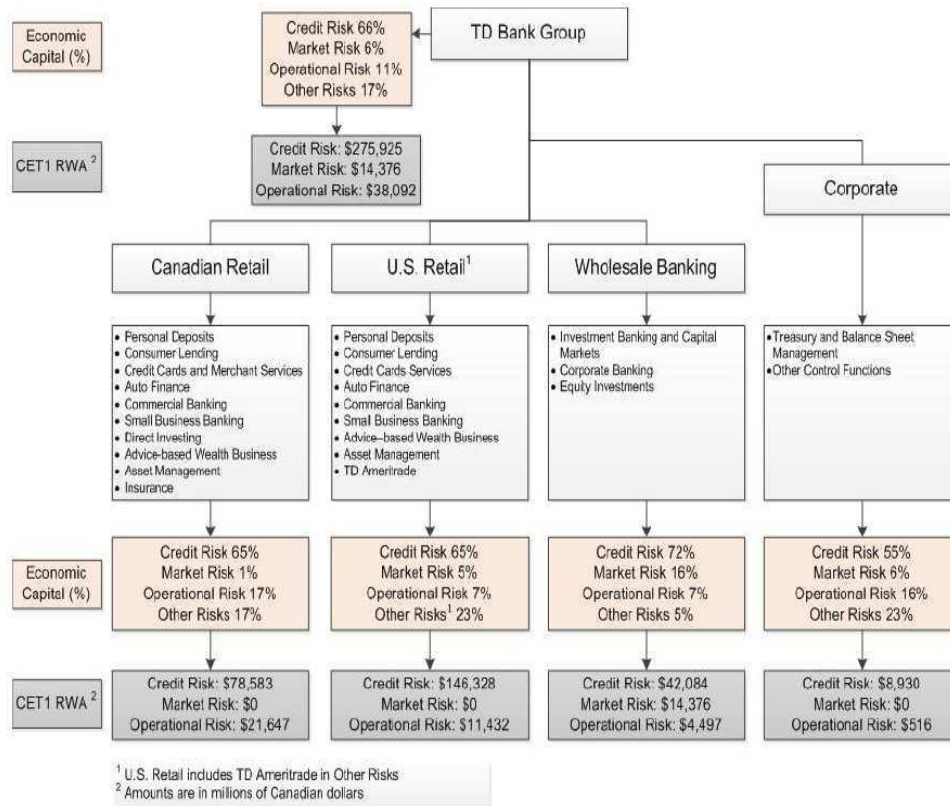 TD Bank Group
Economic
Capital (%)
Credit Risk 66%
Market Risk 6%
Operational Risk 11%
Other Risks 17%
CET1 RWA 2
Credit Risk: $275,925
Market Risk: $14,376
Operational Risk: $38,092
Corporate
Canadian Retail
U.S. Retail1
Wholesale Banking
• Personal Deposits
• Consumer Lending
• Credit Cards and Merchant Services
• Auto Finance
• Commercial Banking
• Small Business Banking
• Direct Investing
• Advice-based Wealth Business
• Asset Management
• Insurance
• Personal Deposits
• Consumer Lending
• Credit Cards Services
• Auto Finance
• Commercial Banking
• Small Business Banking
• Advice–based Wealth Business
• Asset Management
• TD Ameritrade
• Investment Banking and Capital
Markets
• Corporate Banking
• Equity Investments
• Treasury and Balance Sheet
Management
• Other Control Functions
Economic
Capital (%)
Credit Risk 65%
Market Risk 1%
Operational Risk 17%
Other Risks 17%
Credit Risk 65%
Market Risk 5%
Operational Risk 7%
Other Risks1 23%
Credit Risk 72%
Market Risk 16%
Operational Risk 7%
Other Risks 5%
Credit Risk 55%
Market Risk 6%
Operational Risk 16%
Other Risks 23%
CET1 RWA 2
Credit Risk: $78,583
Market Risk: $0
Operational Risk: $21,647
Credit Risk: $146,328
Market Risk: $0
Operational Risk: $11,432
Credit Risk: $42,084
Market Risk: $14,376
Operational Risk: $4,497
Credit Risk: $8,930
Market Risk: $0
Operational Risk: $516
1 U.S. Retail includes TD Ameritrade in Other Risks
2 Amounts are in millions of Canadian dollars